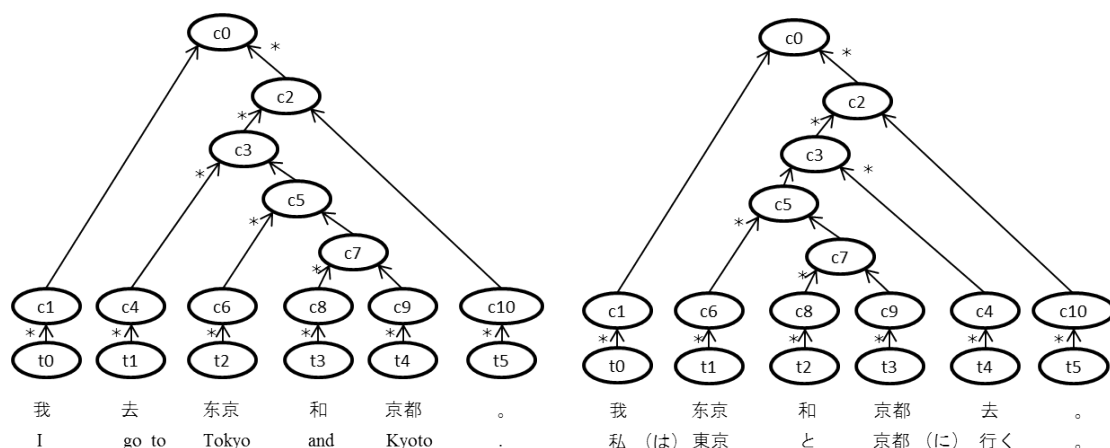 c0
c2
c3
c5
c7
c1 c4 c6 c8 c9 c10
t0 t1 t2 t3 t4 t5
我 去 东京 和 京都 。
I go to Tokyo and Kyoto .
c0
c2
c3
c5
c7
c1 c6 c8 c9 c4 c10
t0 t1 t2 t3 t4 t5
我 东京 和 京都 去 。
私 (は) 東京 と 京都 (に) 行く 。